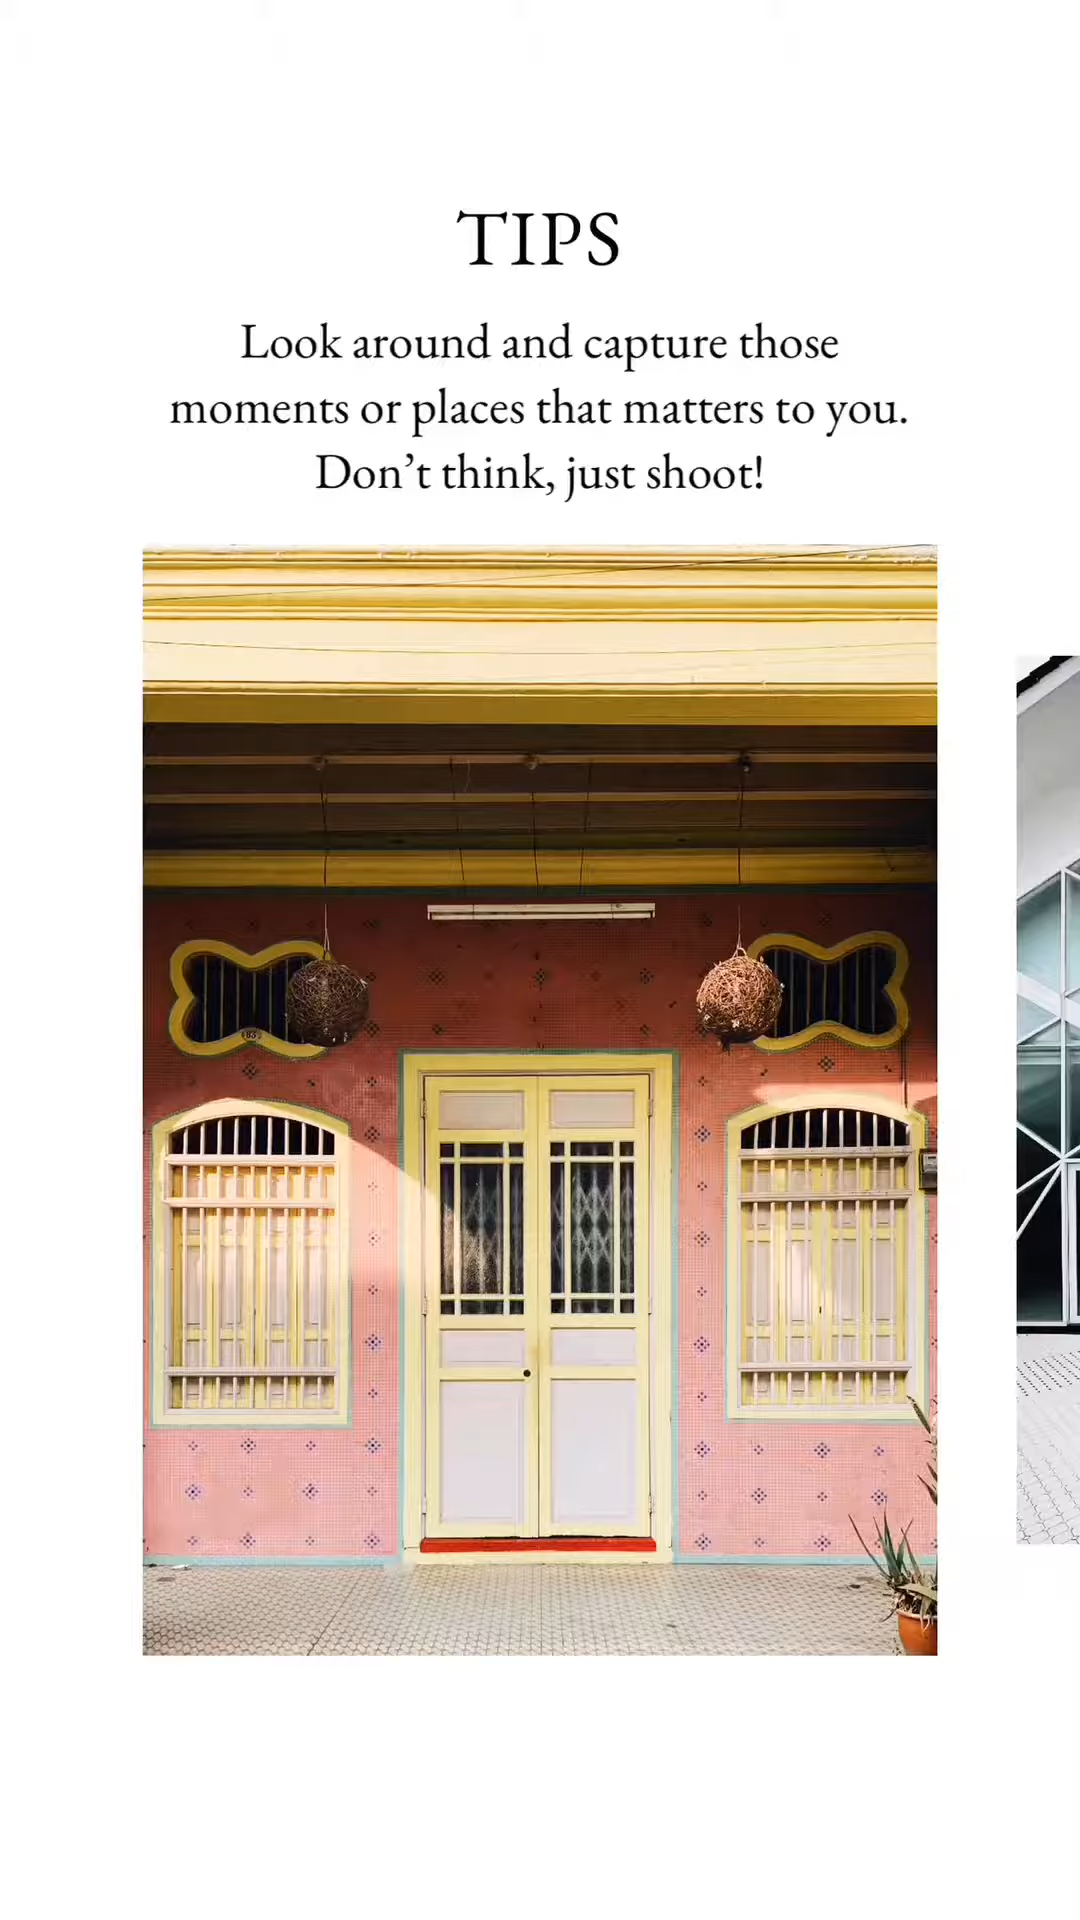 TIPS
Look around and capture those
moments or places that matters to you.
Don’t think, just shoot!